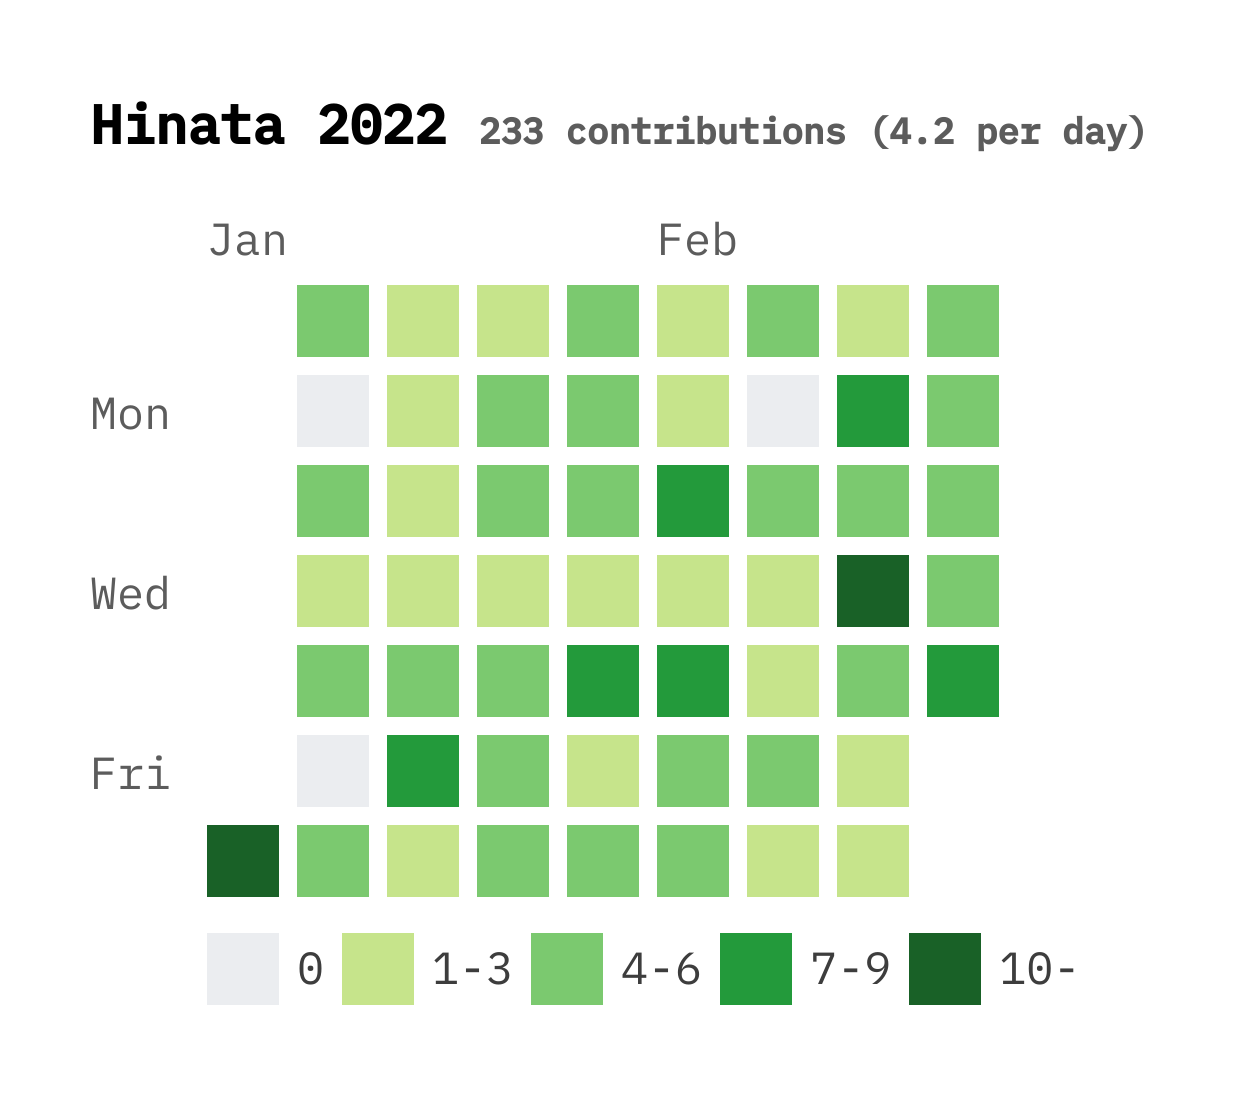 Hinata 2022 233 contributions (4.2 per day)
Jan Feb
Mon
Wed
Fri
0 1-3 4-6 7-9 10-